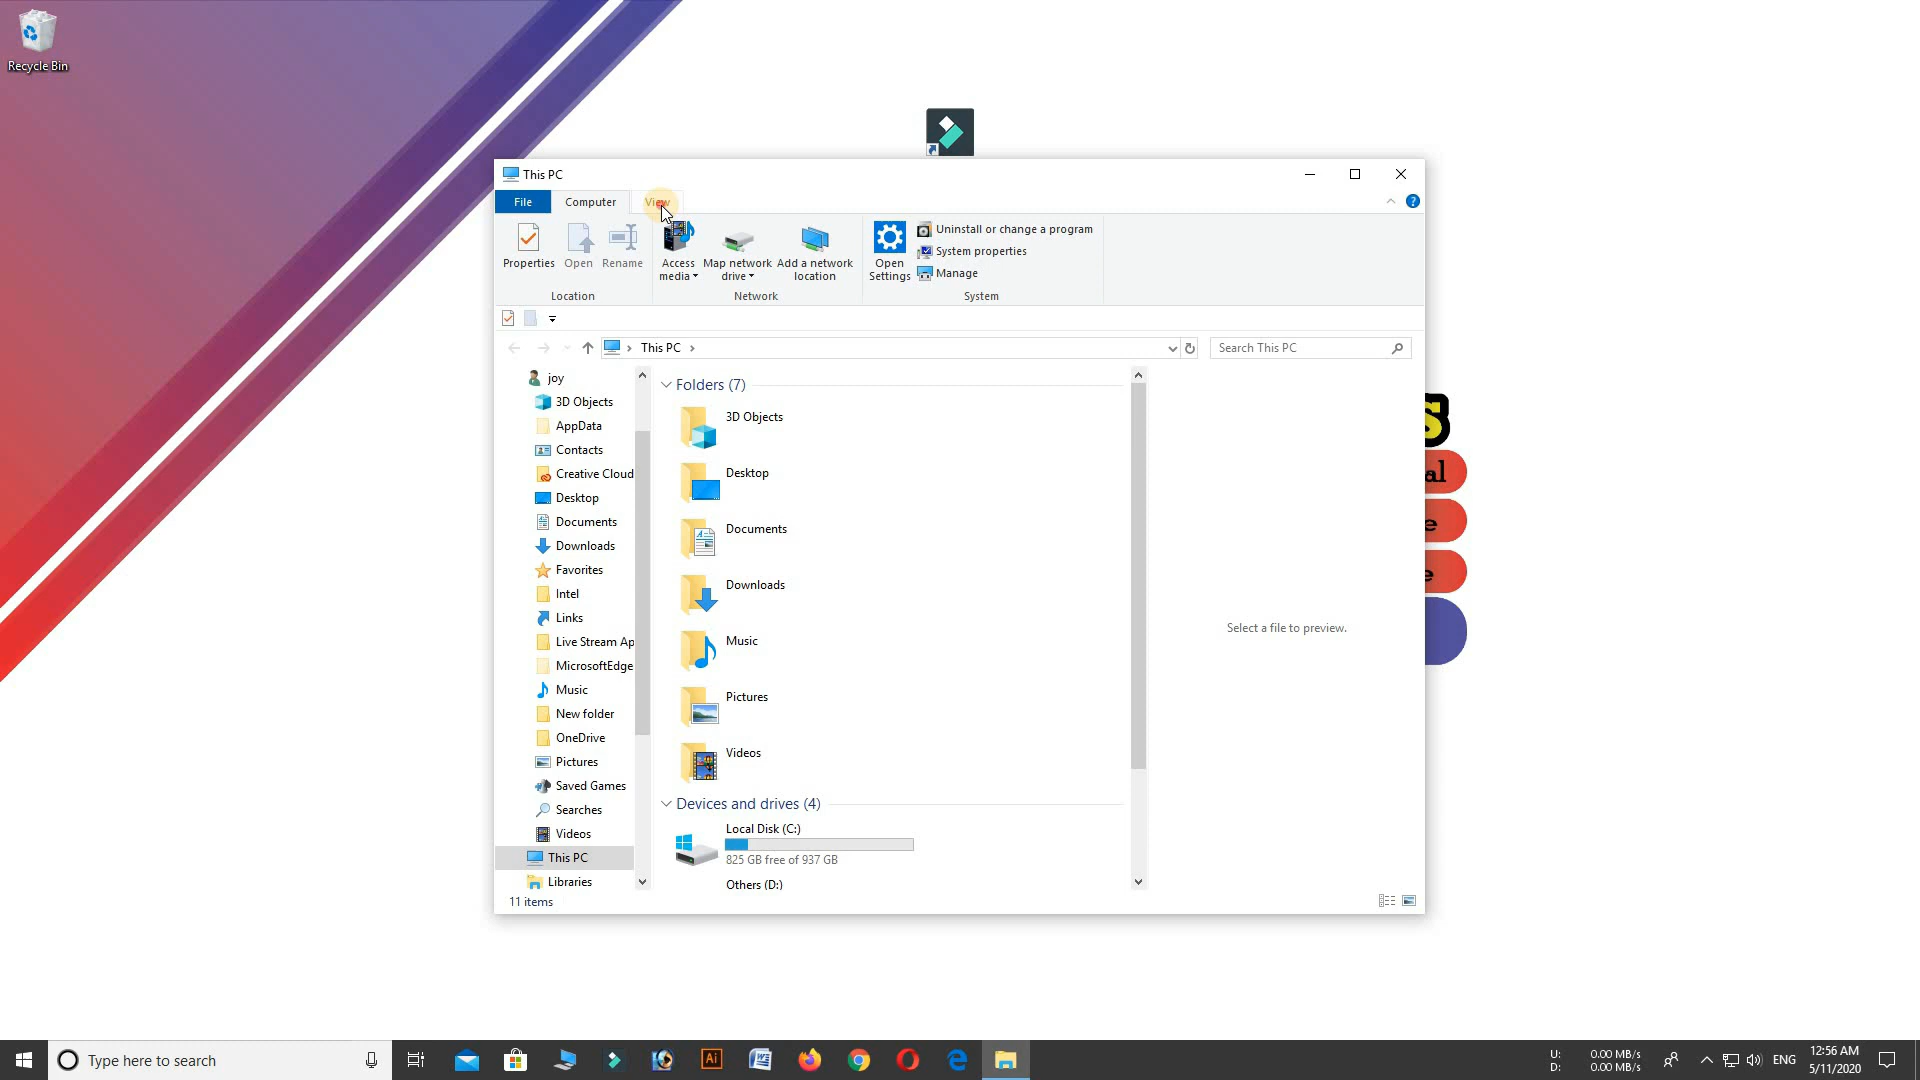 Recycle Bin
This PC
File
Computer
View
Properties
Open
Rename
Access media
Map network drive
Add a network location
Open Settings
Uninstall or change a program
System properties
Manage
Location
Network
System
This PC
Search This PC
joy
3D Objects
AppData
Contacts
Creative Cloud
Desktop
Documents
Downloads
Favorites
Intel
Links
Live Stream Ap
MicrosoftEdge
Music
New folder
OneDrive
Pictures
Saved Games
Searches
Videos
This PC
Libraries
Folders (7)
3D Objects
Desktop
Documents
Downloads
Music
Pictures
Videos
Devices and drives (4)
Local Disk (C:)
825 GB free of 937 GB
Others (D:)
Select a file to preview.
S
al
e
e
11 items
Type here to search
Ai
U: 0.00 MB/s
D: 0.00 MB/s
ENG
12:56 AM
5/11/2020